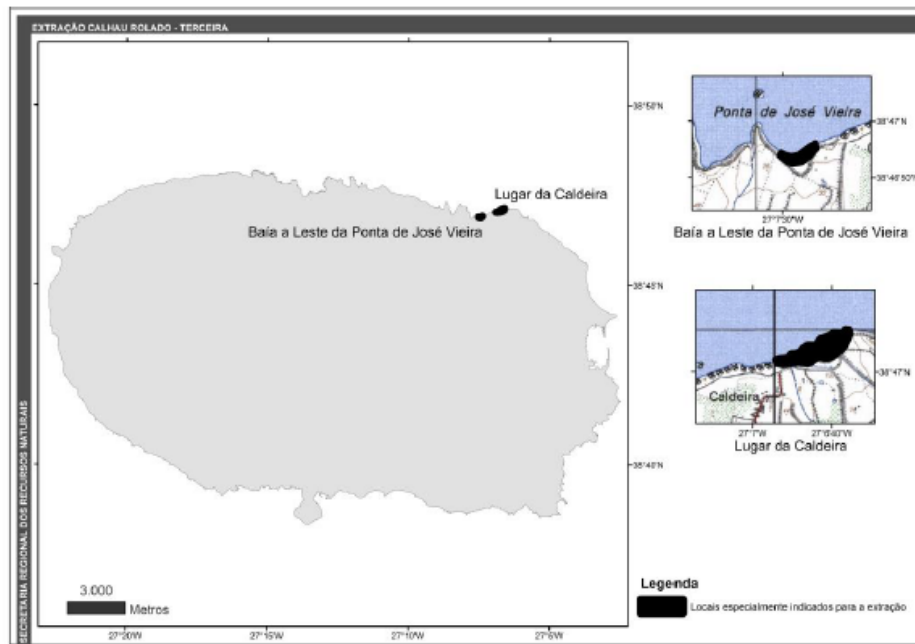 EXTRAÇÃO CALHAU ROLADO - TERCEIRA
SECRETARIA REGIONAL DOS RECURSOS NATURAIS
38°50'N
Lugar da Caldeira
Baía a Leste da Ponta de José Vieira
38°45'N
38°40'N
3.000
Metros
27°20'W
27°15'W
27°10'W
27°5'W
Ponta de José Vieira
38°47'N
38°46'50"N
27°7'30"W
Baía a Leste da Ponta de José Vieira
Caldeira
38°47'N
27°7'W
27°6'40"W
Lugar da Caldeira
Legenda
Locais especialmente indicados para a extração